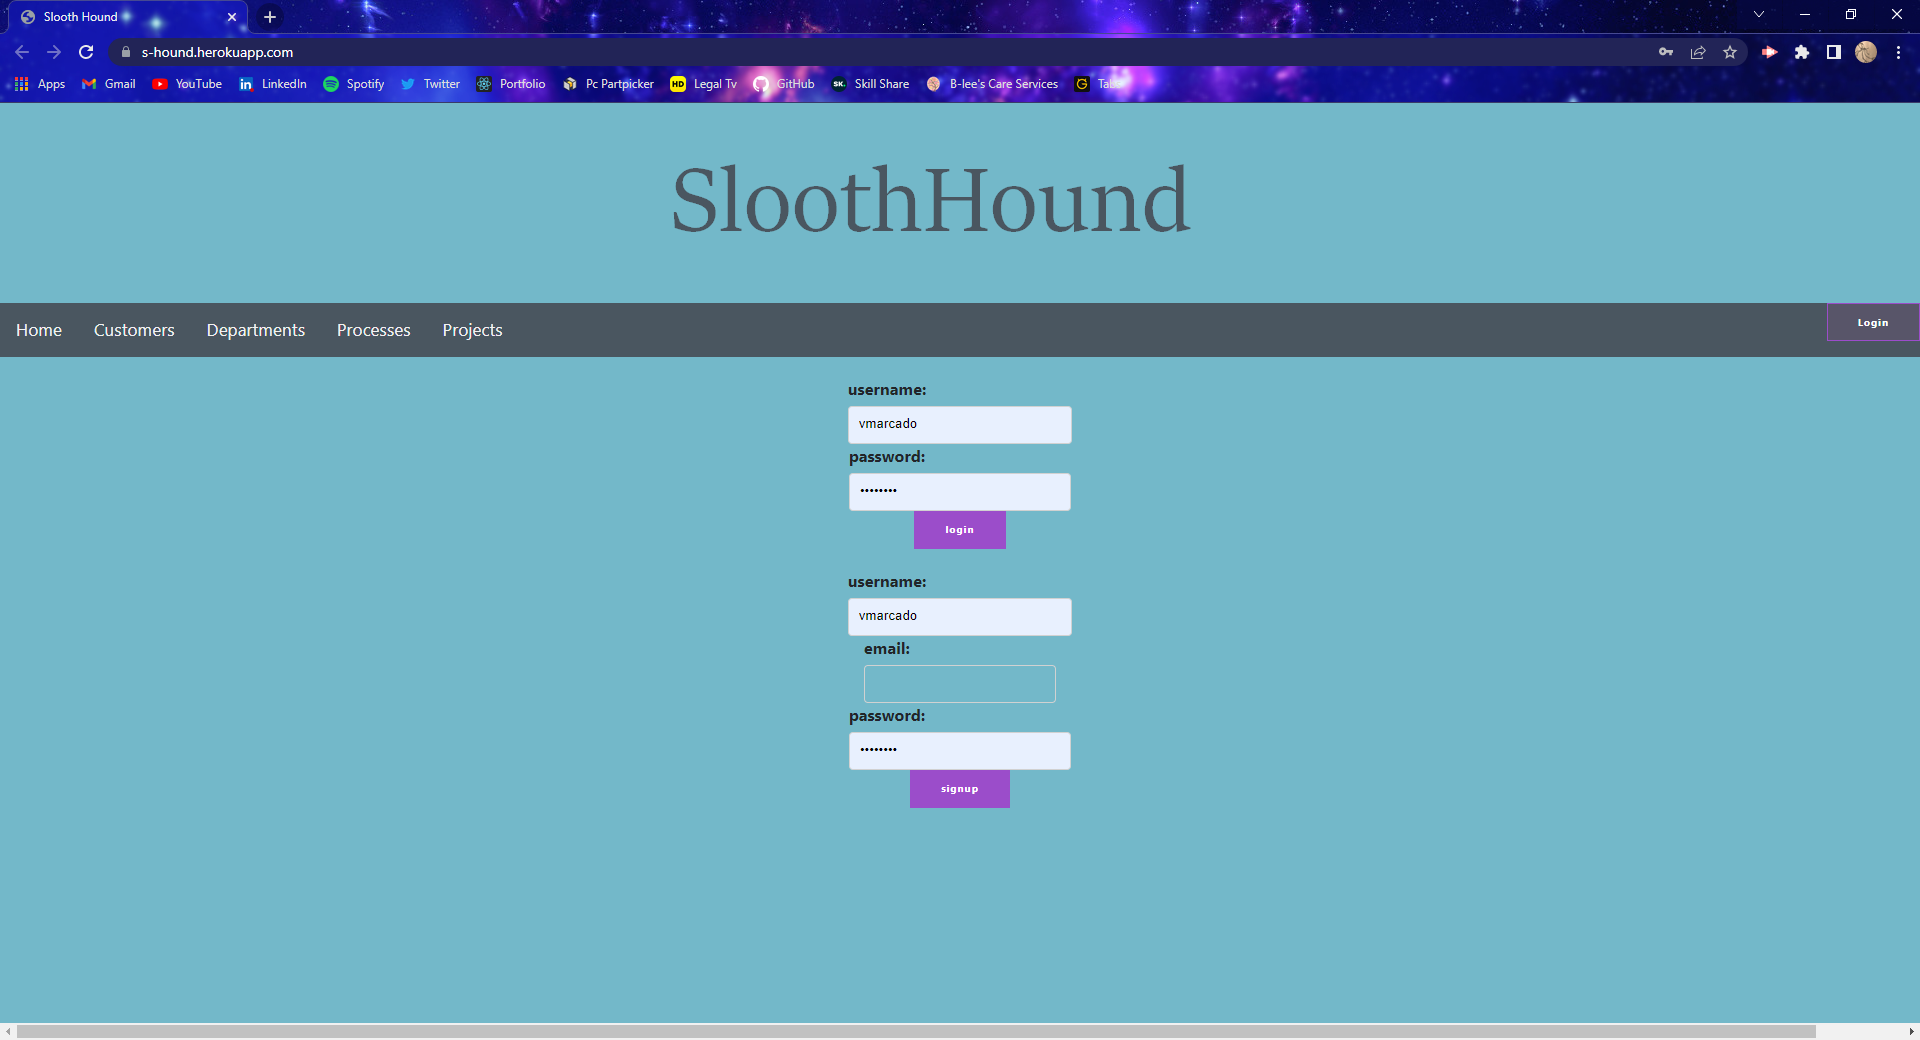 Slooth Hound
s-hound.herokuapp.com
Apps Gmail YouTube LinkedIn Spotify Twitter Portfolio Pc Partpicker HD Legal Tv GitHub SK. Skill Share B-lee's Care Services G
SloothHound
Home Customers Departments Processes Projects Login
username:
vmarcado
password:
••••••••
login
username:
vmarcado
email:
password:
••••••••
signup